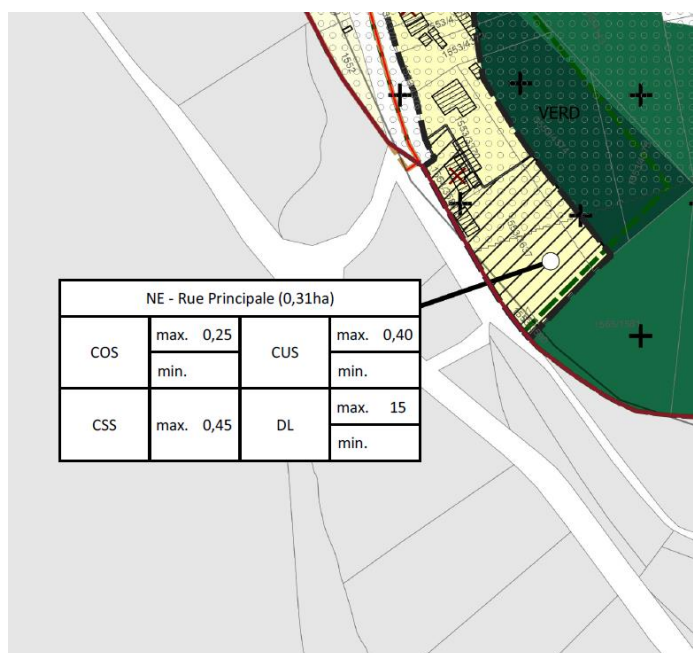 1552
VERD
NE - Rue Principale (0,31ha)
COS max. 0,25 CUS max. 0,40
min. min.
CSS max. 0,45 DL max. 15
min.